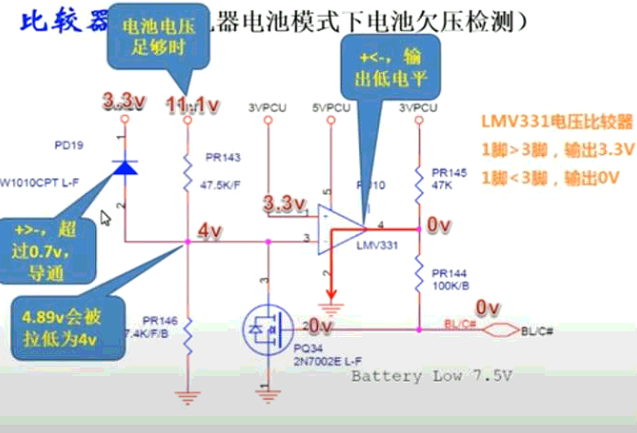 比较器
电池电压
足够时
器电池模式下电池欠压检测）
+<-，输
出低电平
3.3v
11.1v
3VPCU
5VPCU
3VPCU
LMV331电压比较器
1脚>3脚，输出3.3V
1脚<3脚，输出0V
PD19
PR143
47.5K/F
W1010CPT L-F
PR145
47K
+>-，超
过0.7v，
导通
3.3v
4v
LMV331
0v
4.89v会被
拉低为4v
PR144
100K/B
PR146
7.4K/F/B
0v
PQ34
2N7002E L-F
0v
BL/C#
BL/C#
Battery Low 7.5V
1
2
1
3
5
4
2
3
2
1